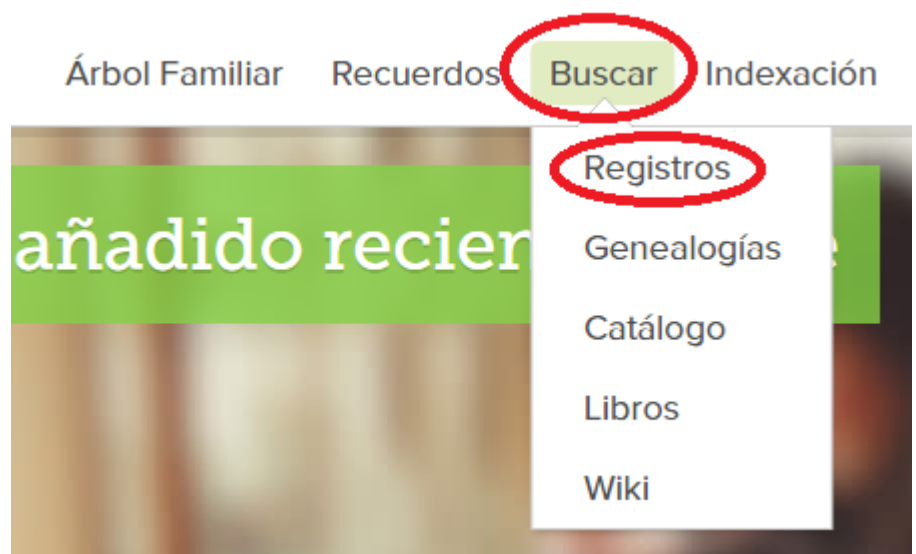 Árbol Familiar Recuerdos Buscar Indexación
Registros
añadido recien
Genealogías
Catálogo
Libros
Wiki